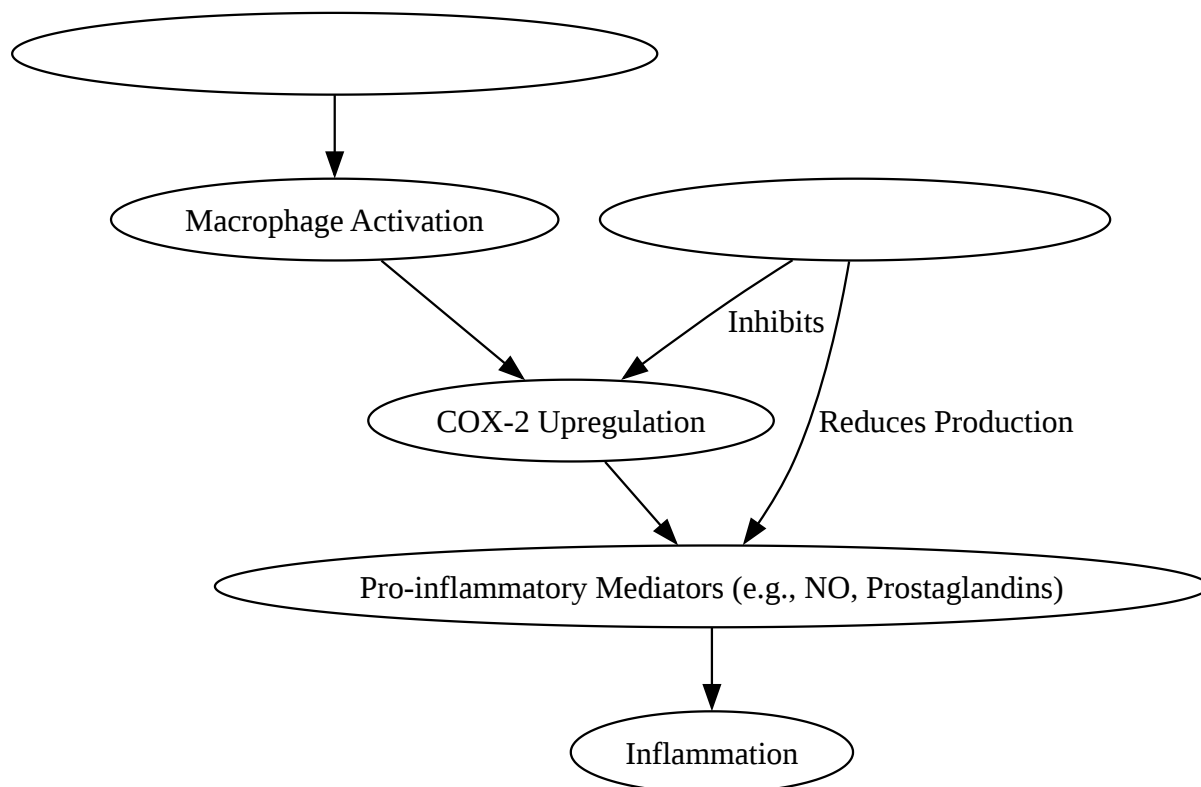 Macrophage Activation
Inhibits
COX-2 Upregulation
Reduces Production
Pro-inflammatory Mediators (e.g., NO, Prostaglandins)
Inflammation